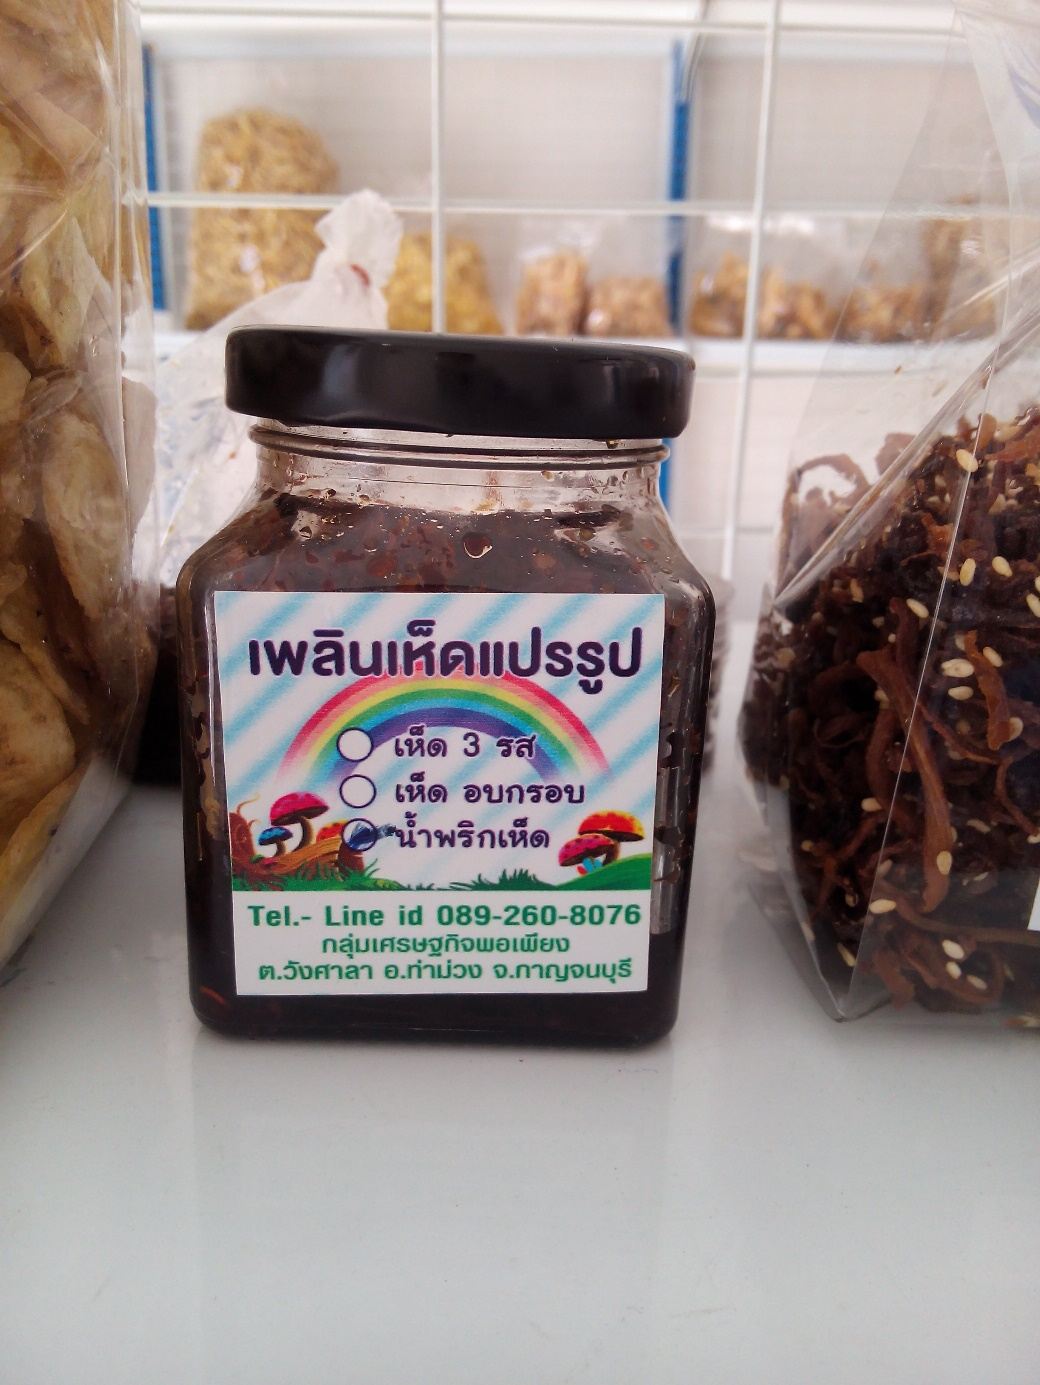 เพลินเห็ดแปรรูป
เห็ด 3 รส
เห็ด อบกรอบ
น้ำพริกเห็ด
Tel.- Line id 089-260-8076
กลุ่มเศรษฐกิจพอเพียง
ต.วังศาลา อ.ท่าม่วง จ.กาญจนบุรี